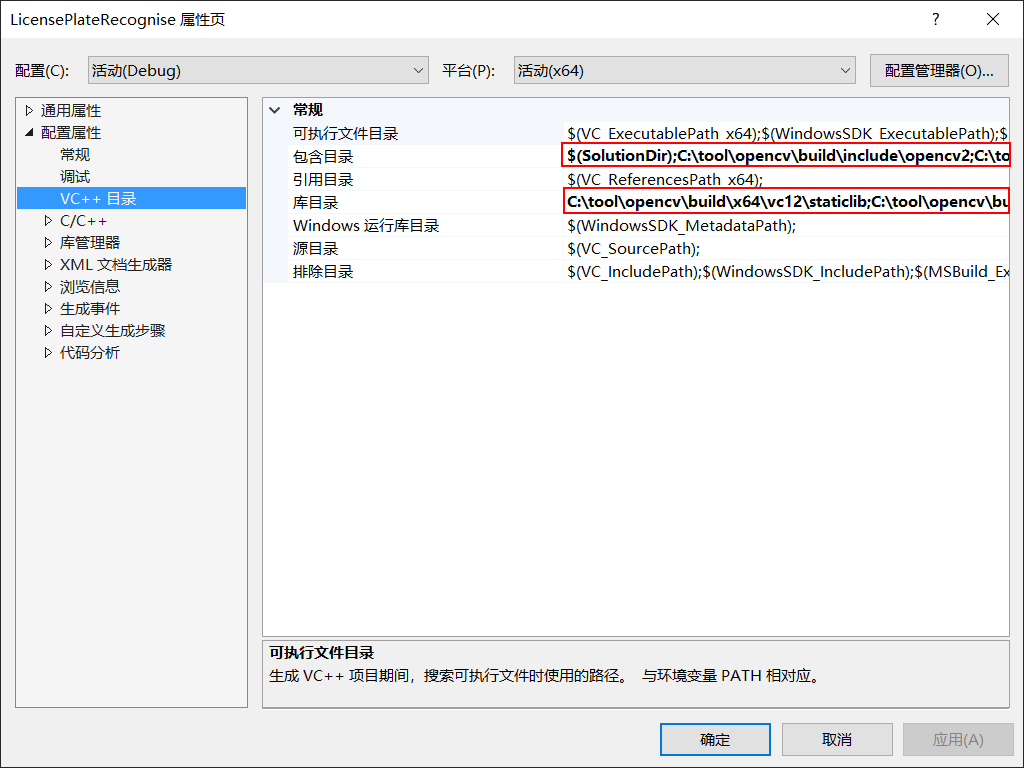 LicensePlateRecognise 属性页
?
配置(C): 活动(Debug) 平台(P): 活动(x64) 配置管理器(O)...
通用属性
配置属性
常规
调试
VC++ 目录
C/C++
库管理器
XML 文档生成器
浏览信息
生成事件
自定义生成步骤
代码分析
常规
可执行文件目录 $(VC_ExecutablePath_x64);$(WindowsSDK_ExecutablePath);$
包含目录 $(SolutionDir);C:\tool\opencv\build\include\opencv2;C:\to
引用目录 $(VC_ReferencesPath_x64);
库目录 C:\tool\opencv\build\x64\vc12\staticlib;C:\tool\opencv\bu
Windows 运行库目录 $(WindowsSDK_MetadataPath);
源目录 $(VC_SourcePath);
排除目录 $(VC_IncludePath);$(WindowsSDK_IncludePath);$(MSBuild_Ex
可执行文件目录
生成 VC++ 项目期间，搜索可执行文件时使用的路径。 与环境变量 PATH 相对应。
确定 取消 应用(A)